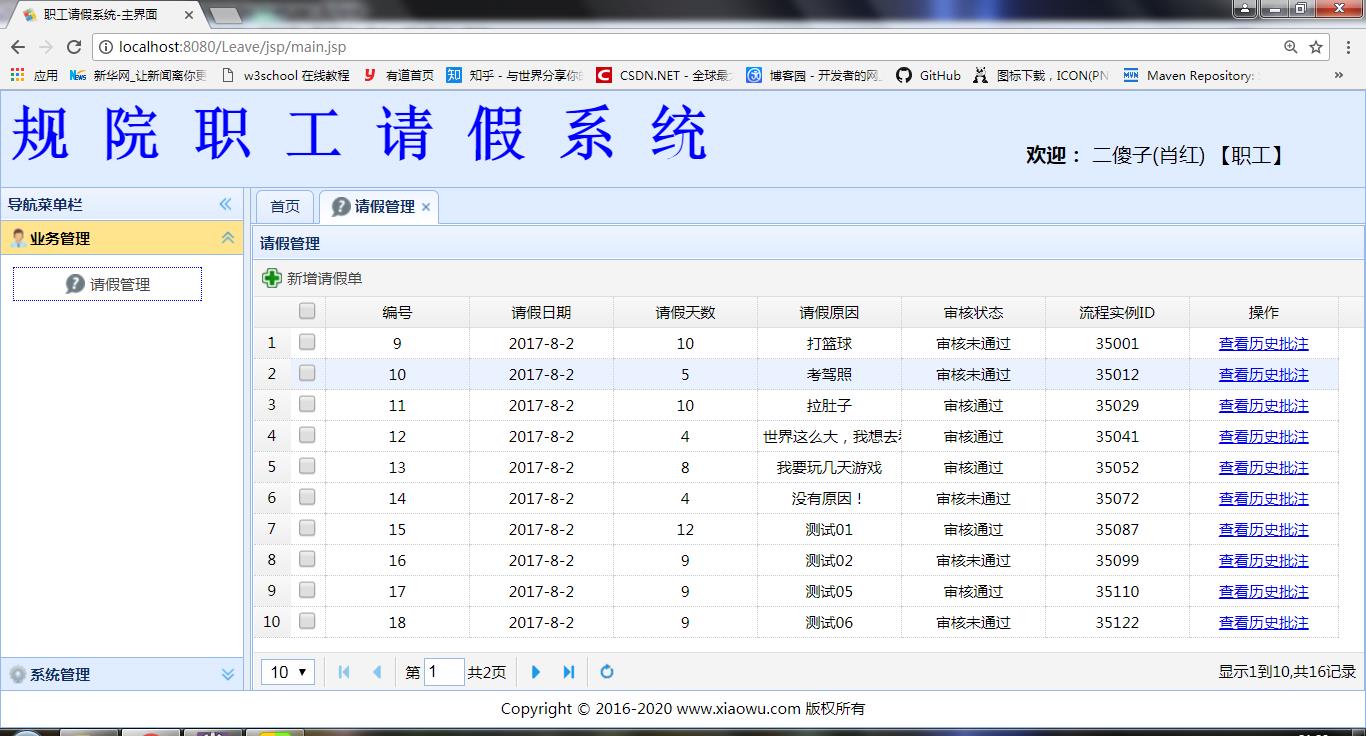 职工请假系统-主界面
localhost:8080/Leave/jsp/main.jsp
应用 News 新华网_让新闻离你更 w3school 在线教程 y 有道首页 知 知乎 - 与世界分享你 C CSDN.NET - 全球最 博客园 - 开发者的网 GitHub 图标下载，ICON(PN MVN Maven Repository: »
规院职工请假系统
欢迎： 二傻子(肖红) 【职工】
导航菜单栏 首页 请假管理
业务管理 请假管理
请假管理 新增请假单
编号 请假日期 请假天数 请假原因 审核状态 流程实例ID 操作
1 9 2017-8-2 10 打篮球 审核未通过 35001 查看历史批注
2 10 2017-8-2 5 考驾照 审核未通过 35012 查看历史批注
3 11 2017-8-2 10 拉肚子 审核通过 35029 查看历史批注
4 12 2017-8-2 4 世界这么大，我想去 审核通过 35041 查看历史批注
5 13 2017-8-2 8 我要玩几天游戏 审核通过 35052 查看历史批注
6 14 2017-8-2 4 没有原因！ 审核未通过 35072 查看历史批注
7 15 2017-8-2 12 测试01 审核通过 35087 查看历史批注
8 16 2017-8-2 9 测试02 审核未通过 35099 查看历史批注
9 17 2017-8-2 9 测试05 审核未通过 35110 查看历史批注
10 18 2017-8-2 9 测试06 审核未通过 35122 查看历史批注
系统管理 10 第 1 共2页 显示1到10,共16记录
Copyright © 2016-2020 www.xiaowu.com 版权所有